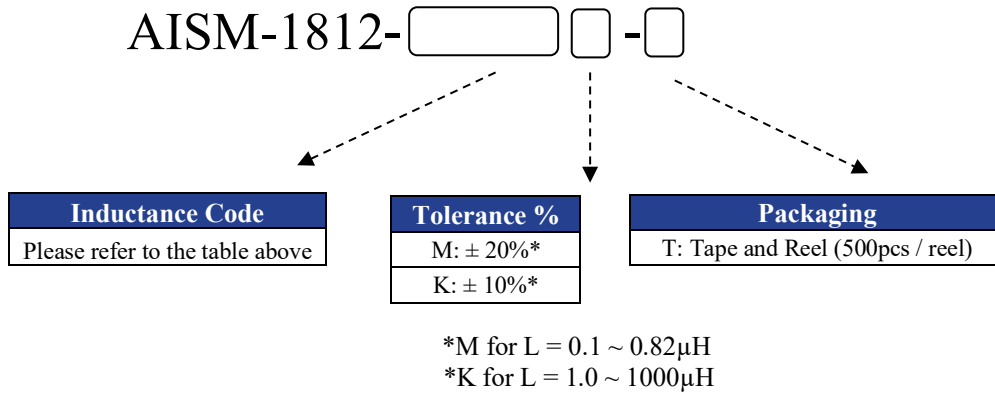 AISM-1812- -
Inductance Code
Please refer to the table above
Tolerance %
M: ± 20%*
K: ± 10%*
Packaging
T: Tape and Reel (500pcs / reel)
*M for L = 0.1 ~ 0.82µH
*K for L = 1.0 ~ 1000µH